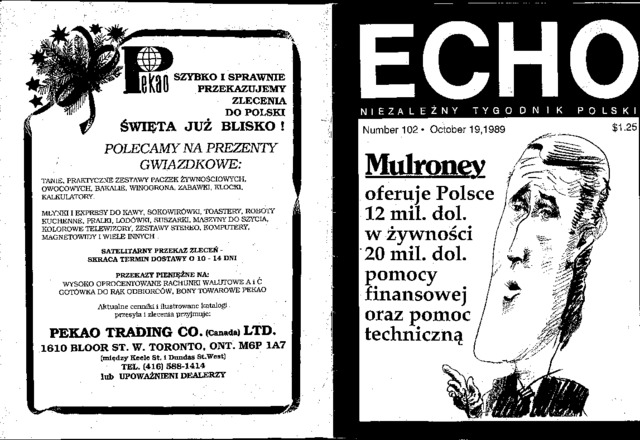 Pekao
SZYBKO I SPRAWNIE
PRZEKAZUJEMY
ZLECENIA
DO POLSKI
ŚWIĘTA JUŻ BLISKO !
POLECAMY NA PREZENTY
GWIAZDKOWE:
TANIE, PRAKTYCZNE ZESTAWY PACZEK ŻYWNOŚCIOWYCH,
OWOCOWYCH, BAKALIE, WINOGRONA, ZABAWKI, KLOCKI,
KALKULATORY.
MŁYNKI I EXPRESY DO KAWY, SOKOWIRÓWKI, TOASTERY, ROBOTY
KUCHENNE, PRALKI, LODÓWKI, SUSZARKI, MASZYNY DO SZYCIA,
KOLOROWE TELEWIZORY, ZESTAWY STEREO, KOMPUTERY,
MAGNETOWIDY I WIELE INNYCH
SATELITARNY PRZEKAZ ZLECEŃ -
SKRACA TERMIN DOSTAWY O 10 - 14 DNI
PRZEKAZY PIENIĘŻNE NA:
WYSOKO OPROCENTOWANE RACHUNKI WALUTOWE A i C
GOTÓWKA DO RĄK ODBIORCÓW, BONY TOWAROWE PEKAO
Aktualne cenniki i ilustrowane katalogi
przesyła i zlecenia przyjmuje:
PEKAO TRADING CO. (Canada) LTD.
1610 BLOOR ST. W. TORONTO, ONT. M6P 1A7
(między Keele St. i Dundas St.West)
TEL. (416) 588-1414
lub UPOWAŻNIENI DEALERZY
ECHO
NIEZALEŻNY TYGODNIK POLSKI
Number 102 • October 19,1989
$1.25
Mulroney
oferuje Polsce
12 mil. dol.
w żywności
20 mil. dol.
pomocy
finansowej
oraz pomoc
techniczną